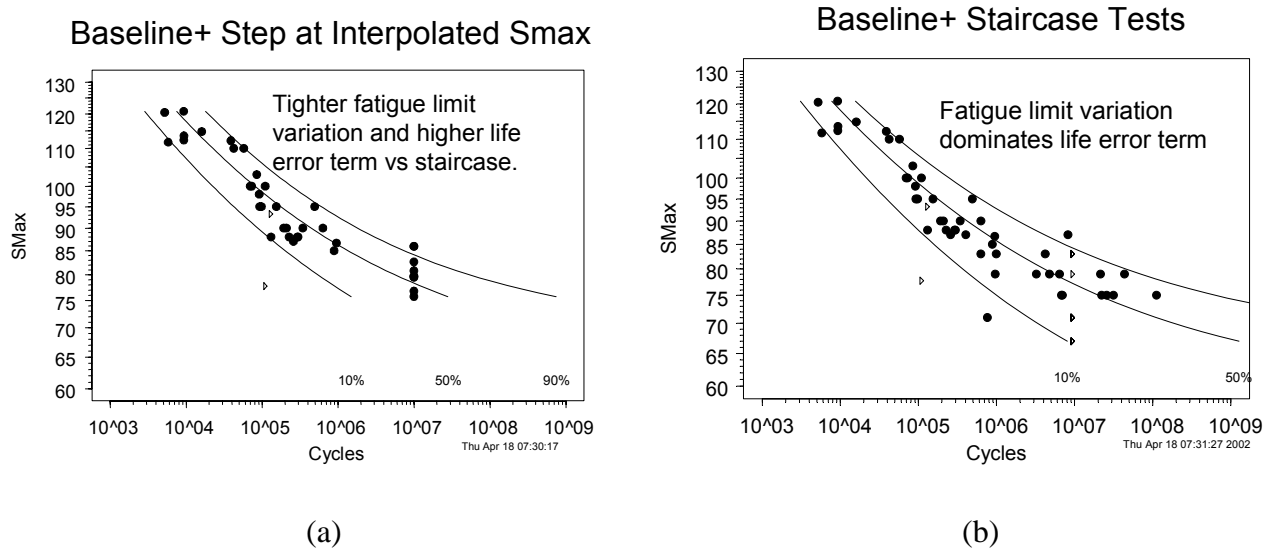 Baseline+ Step at Interpolated Smax
Tighter fatigue limit
variation and higher life
error term vs staircase.
SMax
130
120
110
100
95
90
85
80
75
70
65
60
10% 50% 90%
10^03 10^04 10^05 10^06 10^07 10^08 10^09
Thu Apr 18 07:30:17
Cycles
(a)
Baseline+ Staircase Tests
Fatigue limit variation
dominates life error term
SMax
130
120
110
100
95
90
85
80
75
70
65
60
10% 50%
10^03 10^04 10^05 10^06 10^07 10^08 10^09
Thu Apr 18 07:31:27 2002
Cycles
(b)